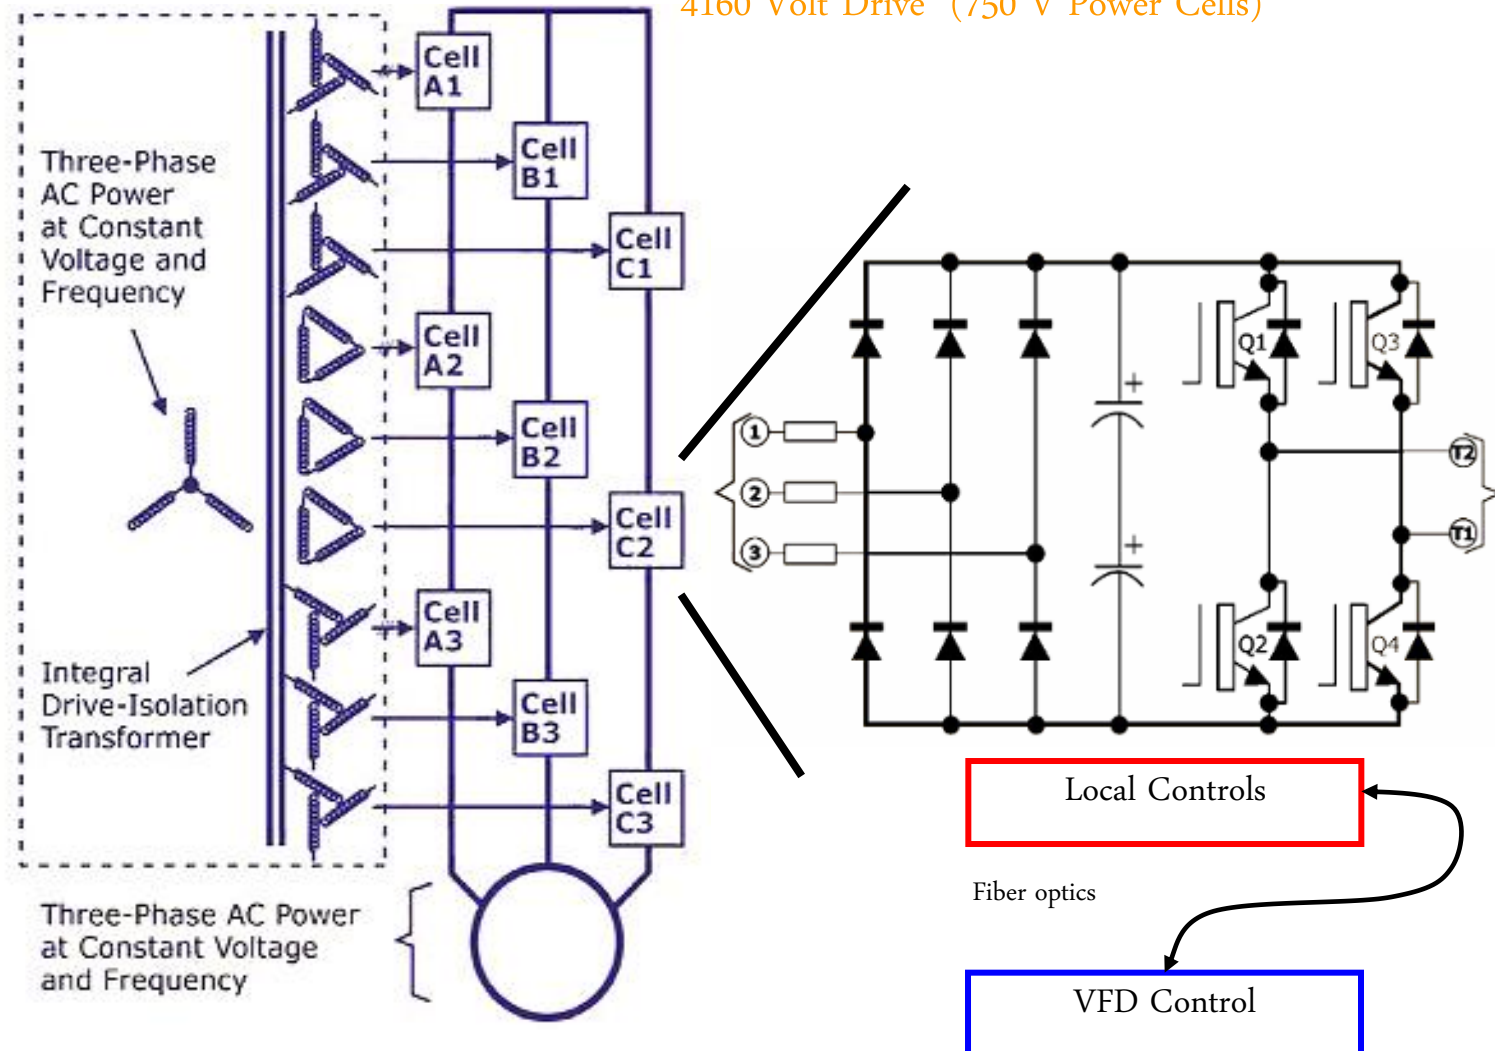 4160 Volt Drive (750 V Power Cells)
Cell
A1
Cell
B1
Cell
C1
Three-Phase
AC Power
at Constant
Voltage and
Frequency
Cell
A2
Cell
B2
Cell
C2
Cell
A3
Cell
B3
Cell
C3
Integral
Drive-Isolation
Transformer
Three-Phase AC Power
at Constant Voltage
and Frequency
1
2
3
+
+
Q1
Q3
Q2
Q4
T2
T1
Local Controls
Fiber optics
VFD Control